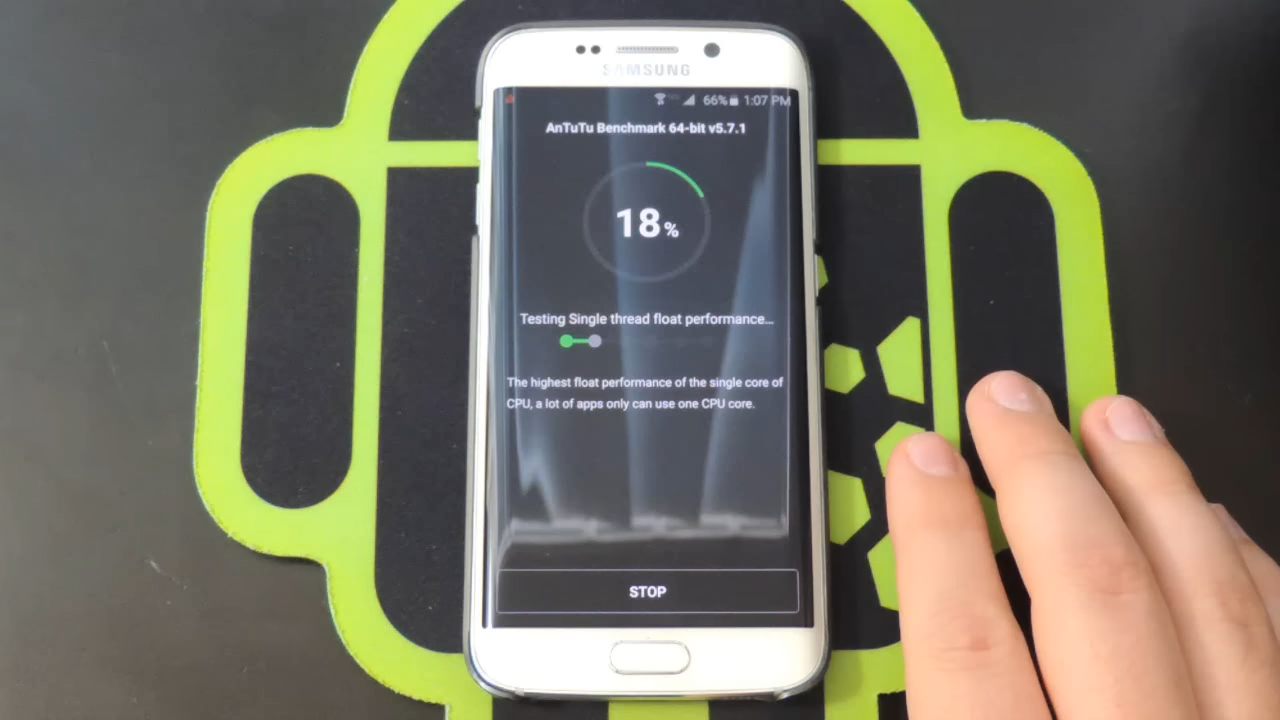 SAMSUNG
66% 1:07 PM
AnTuTu Benchmark 64-bit v5.7.1
18%
Testing Single thread float performance...
The highest float performance of the single core of
CPU, a lot of apps only can use one CPU core.
STOP